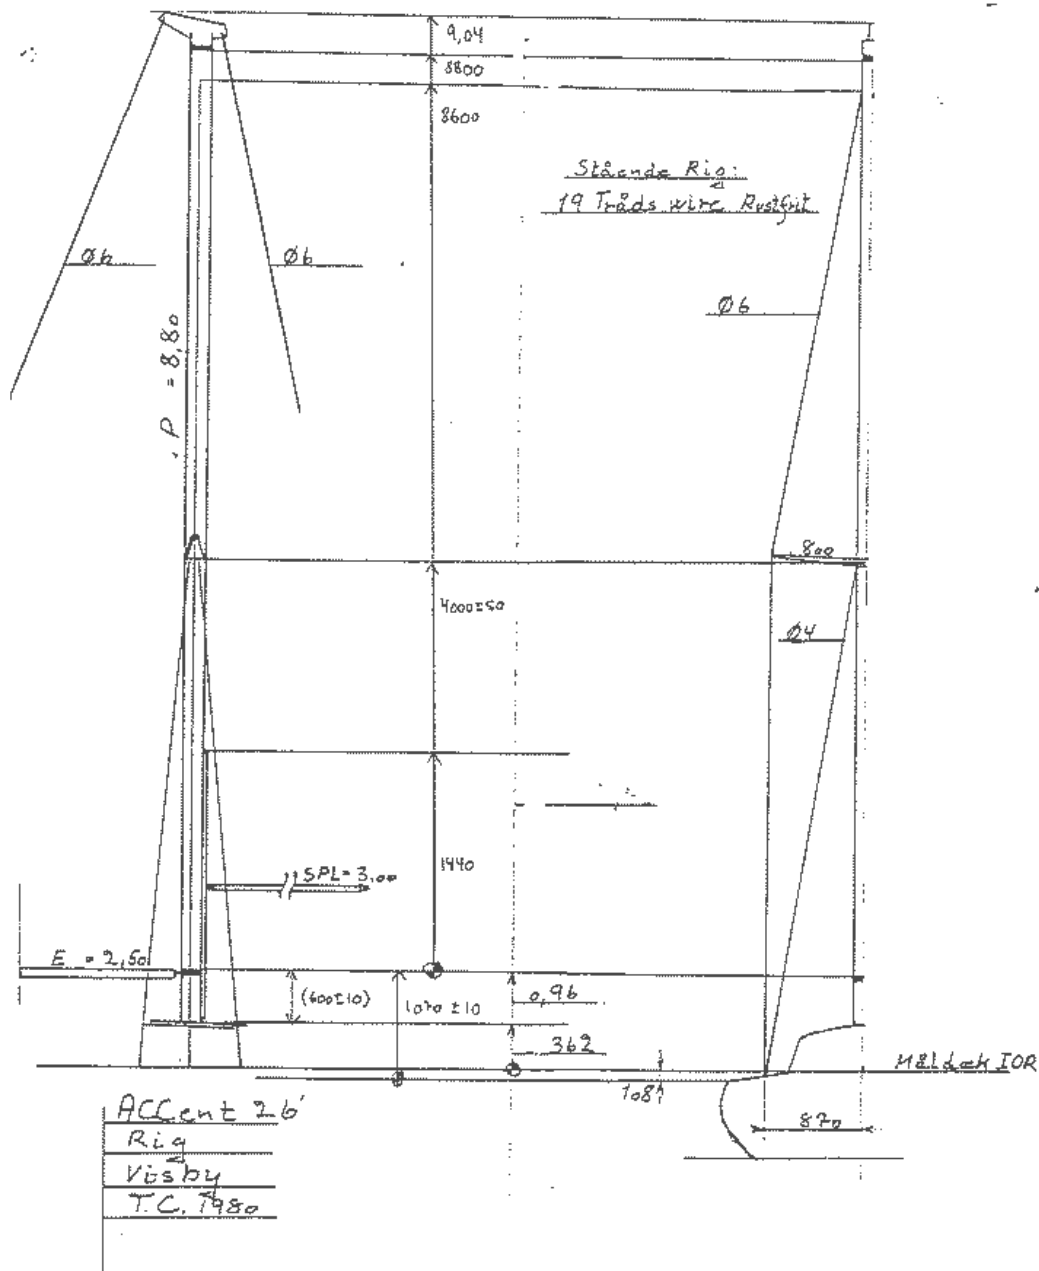 9,04
8800
8600
Stående Rig:
19 Tråds wire Rustfrit
Ø6
Ø6
Ø6
P = 8,80
800
4000±50
Ø4
1440
SPL = 3,00
E = 2,50
(600±10)
1070 ±10
0,96
362
Måldæk IOR
108
870
ACCent 26'
Rig
Visby
T.C. 1980